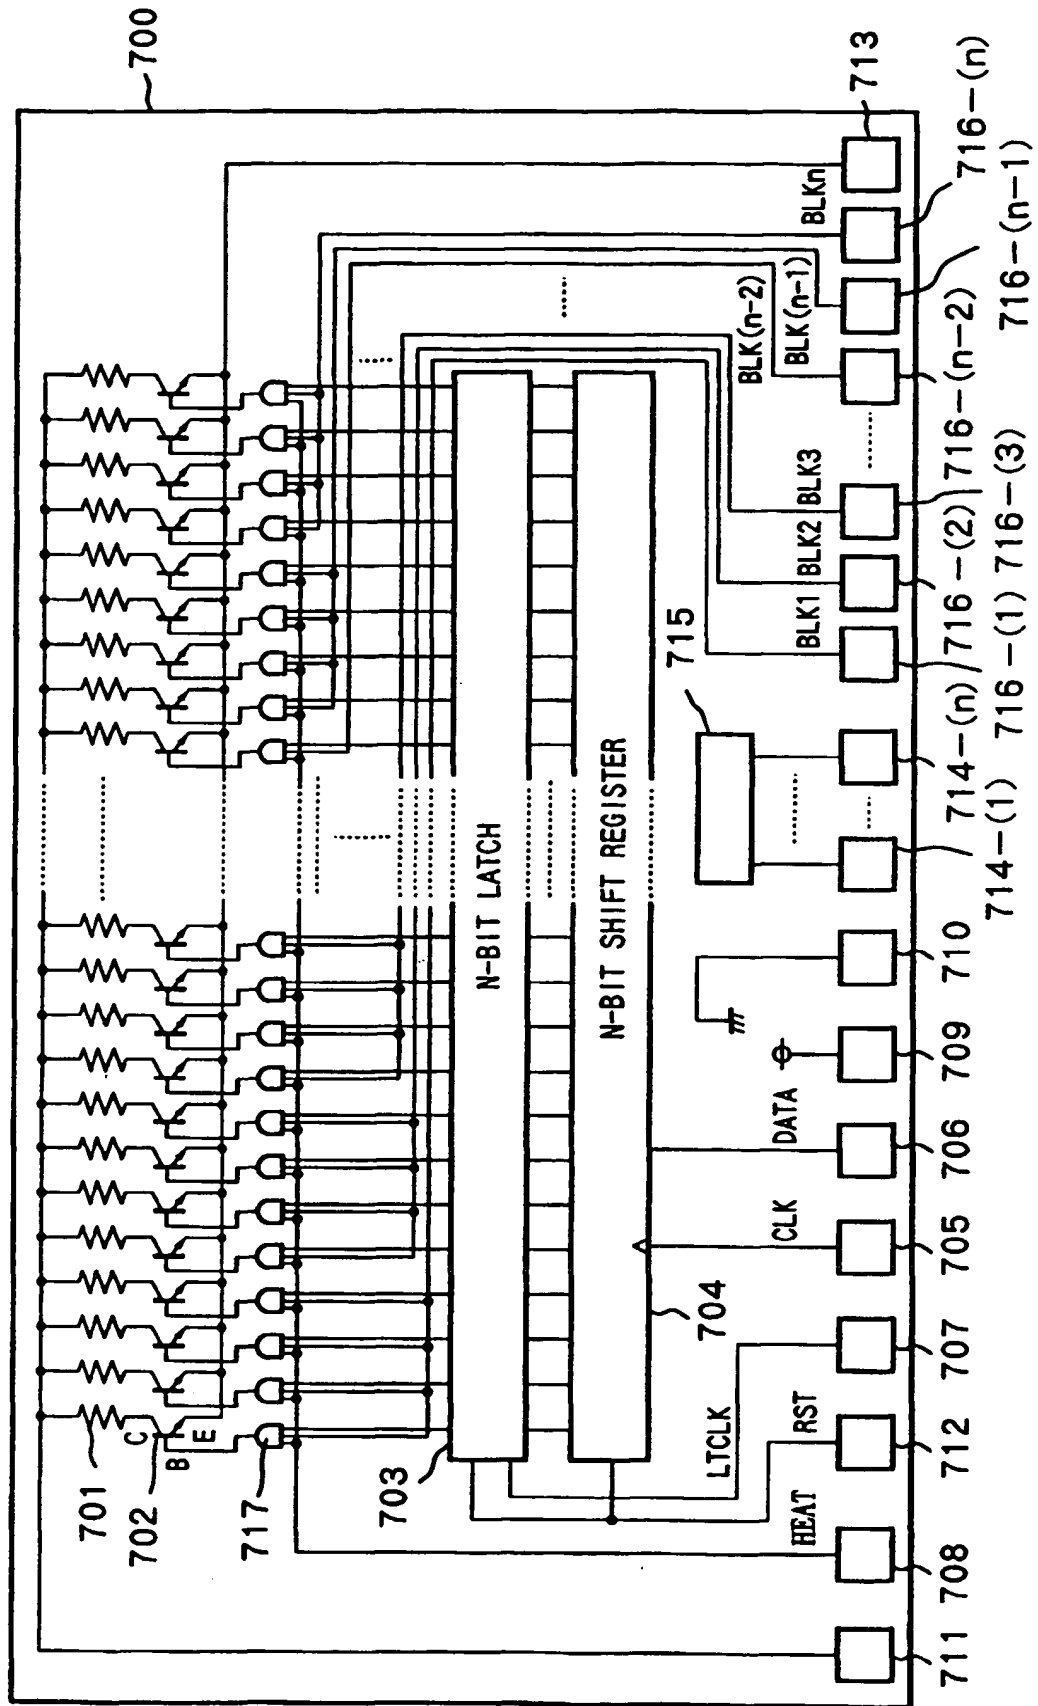 700
701
702
C
B
E
717
703
N-BIT LATCH
N-BIT SHIFT REGISTER
704
715
HEAT
LTCLK
RST
CLK
DATA
BLK1
BLK2
BLK3
BLK(n-2)
BLK(n-1)
BLKn
711
708
712
707
705
706
709
710
714-(1)
714-(n)
716-(1)
716-(2)
716-(3)
716-(n-2)
716-(n-1)
716-(n)
713